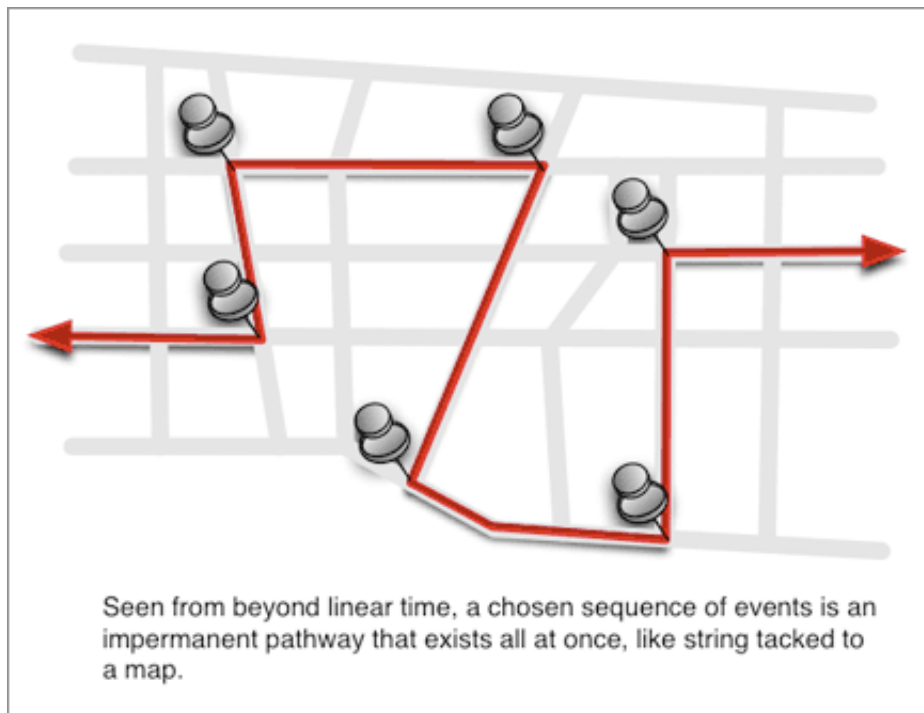 Seen from beyond linear time, a chosen sequence of events is an
impermanent pathway that exists all at once, like string tacked to
a map.